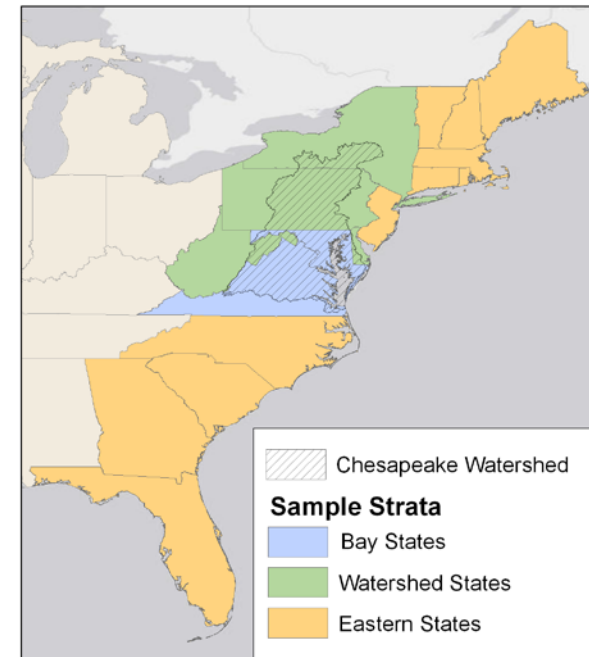 Chesapeake Watershed
Sample Strata
Bay States
Watershed States
Eastern States